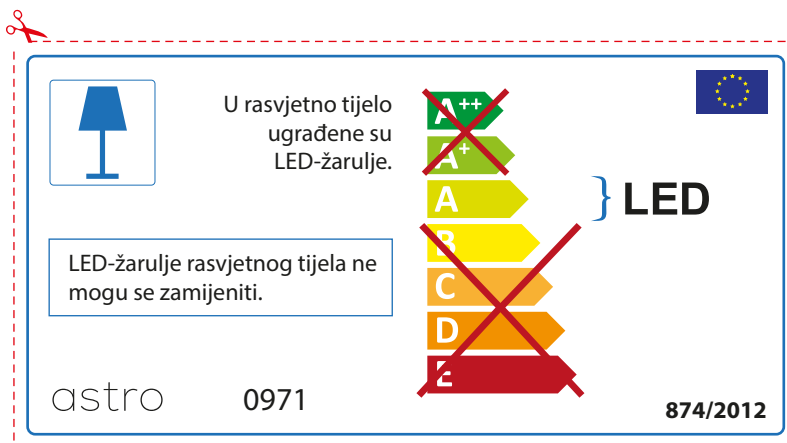 U rasvjetno tijelo
ugrađene su
LED-žarulje.
LED-žarulje rasvjetnog tijela ne
mogu se zamijeniti.
A++
A+
A
B
C
D
E
LED
astro 0971
874/2012